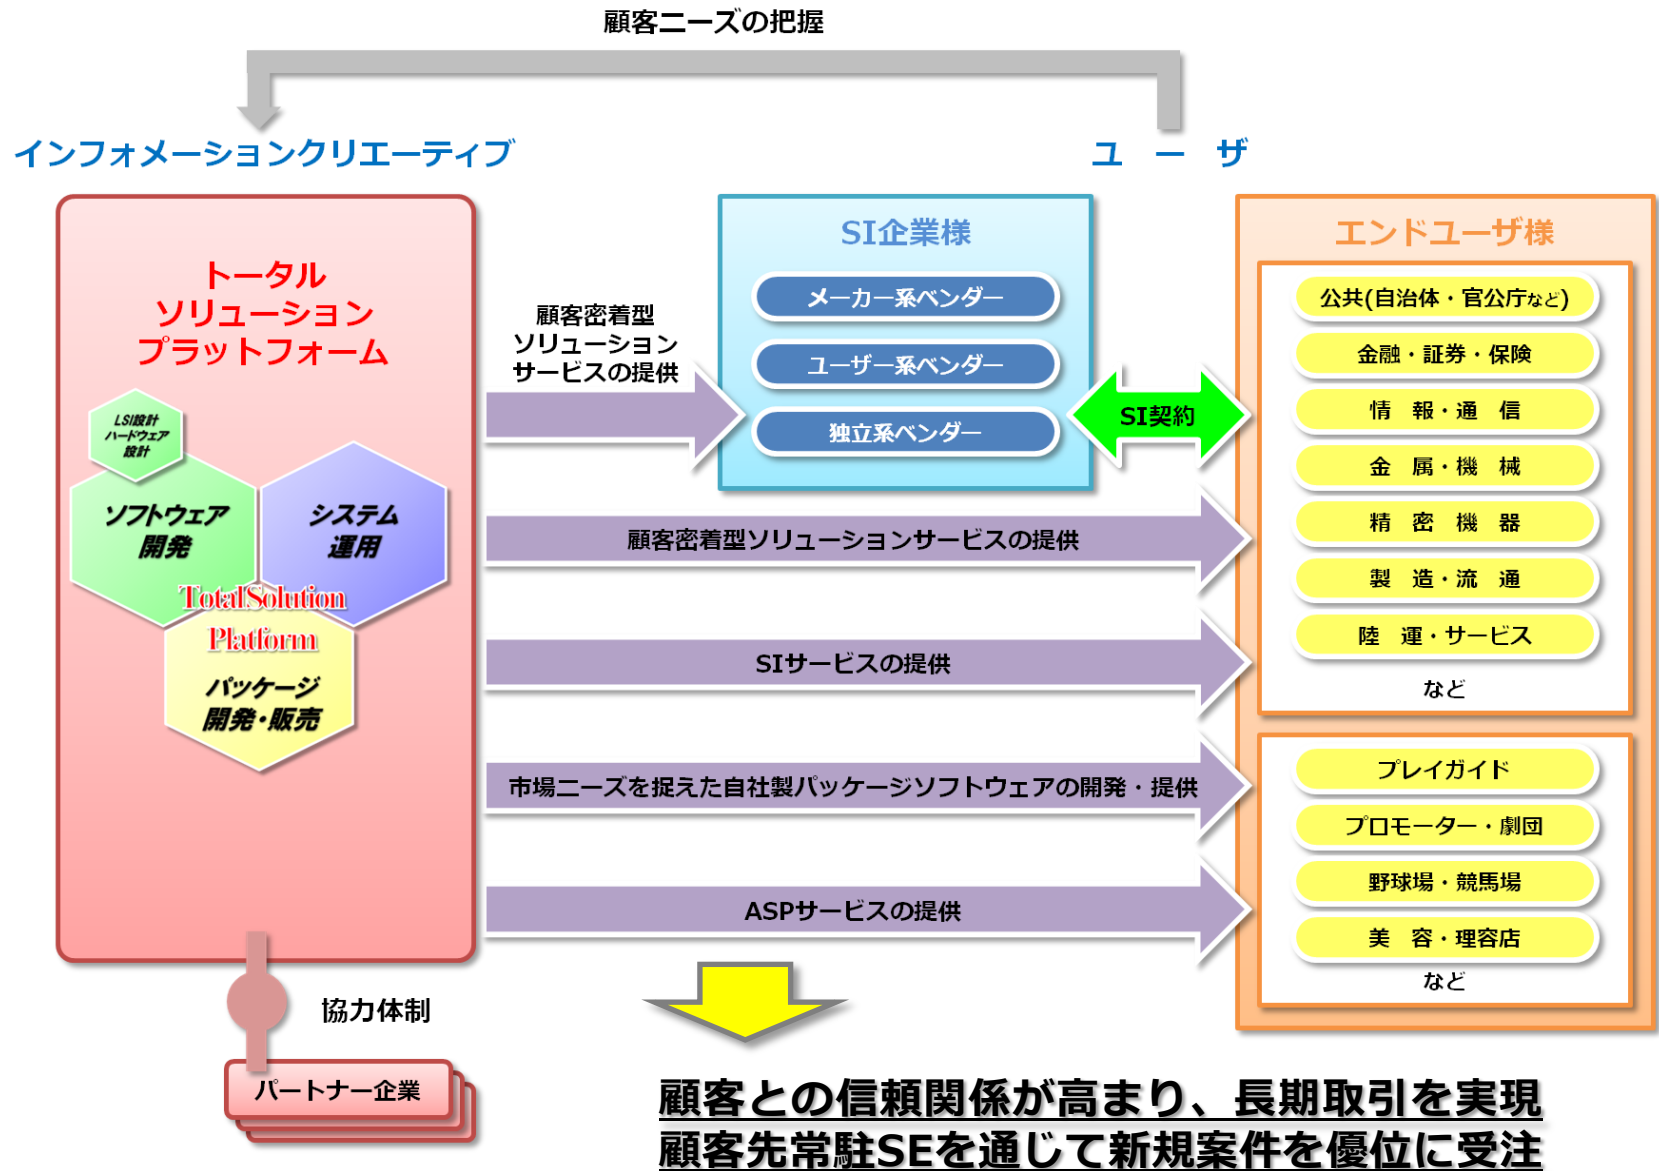 顧客ニーズの把握
インフォメーションクリエーティブ
ユ　ー　ザ
トータル
ソリューション
プラットフォーム
LSI設計
ハードウェア
設計
ソフトウェア
開発
システム
運用
TotalSolution
Platform
パッケージ
開発・販売
協力体制
パートナー企業
顧客密着型
ソリューション
サービスの提供
SI企業様
メーカー系ベンダー
ユーザー系ベンダー
独立系ベンダー
SI契約
顧客密着型ソリューションサービスの提供
SIサービスの提供
市場ニーズを捉えた自社製パッケージソフトウェアの開発・提供
ASPサービスの提供
エンドユーザ様
公共(自治体・官公庁など)
金融・証券・保険
情　報・通　信
金　属・機　械
精　密　機　器
製　造・流　通
陸　運・サービス
など
プレイガイド
プロモーター・劇団
野球場・競馬場
美　容・理容店
など
顧客との信頼関係が高まり、長期取引を実現
顧客先常駐SEを通じて新規案件を優位に受注